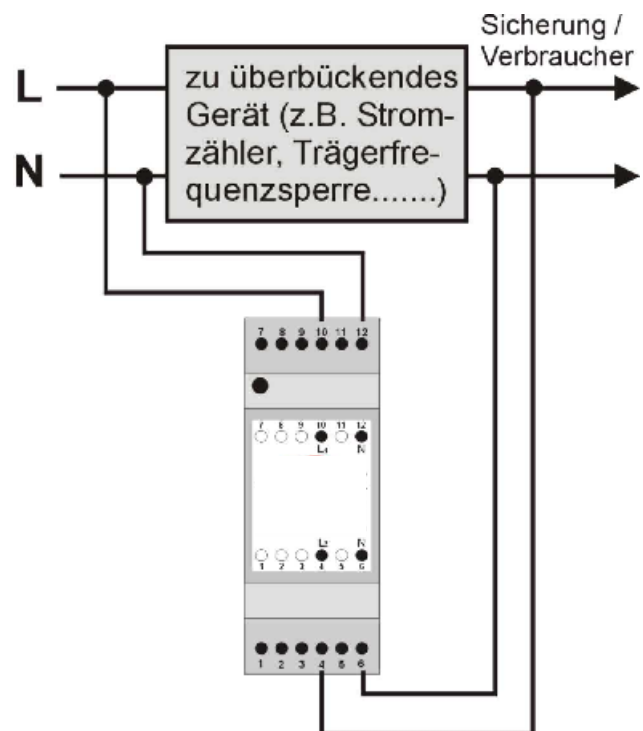 Sicherung /
Verbraucher
L
zu überbückendes
Gerät (z.B. Strom-
zähler, Trägerfre-
quenzsperre.......)
N
7 8 9 10 11 12
7 8 9 10 11 12
L1 N
L2 N
1 2 3 4 5 6
1 2 3 4 5 6